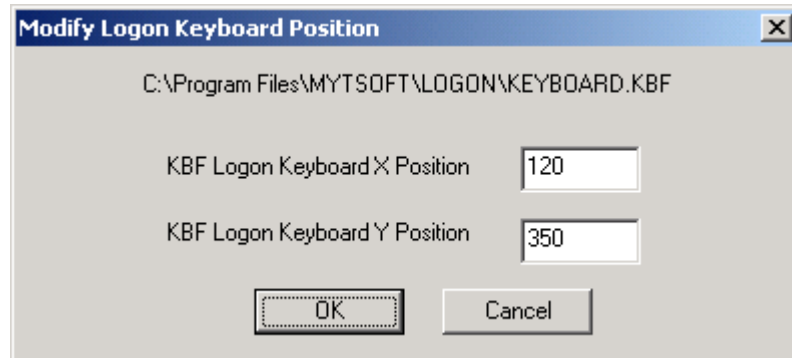 Modify Logon Keyboard Position
C:\Program Files\MYTSOFT\LOGON\KEYBOARD.KBF
KBF Logon Keyboard X Position 120
KBF Logon Keyboard Y Position 350
OK Cancel